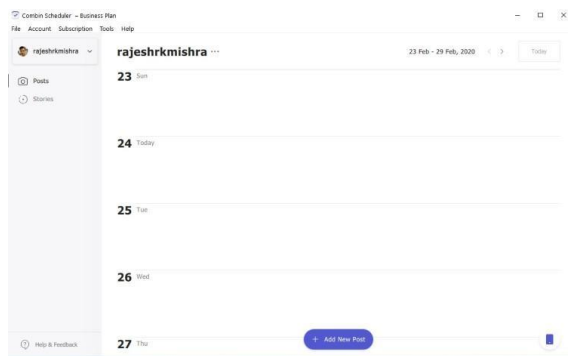 Combin Scheduler – Business Plan
File Account Subscription Tools Help
rajeshrkmishra
rajeshrkmishra ···
23 Feb - 29 Feb, 2020
Today
Posts
Stories
23 Sun
24 Today
25 Tue
26 Wed
27 Thu
+ Add New Post
Help & Feedback